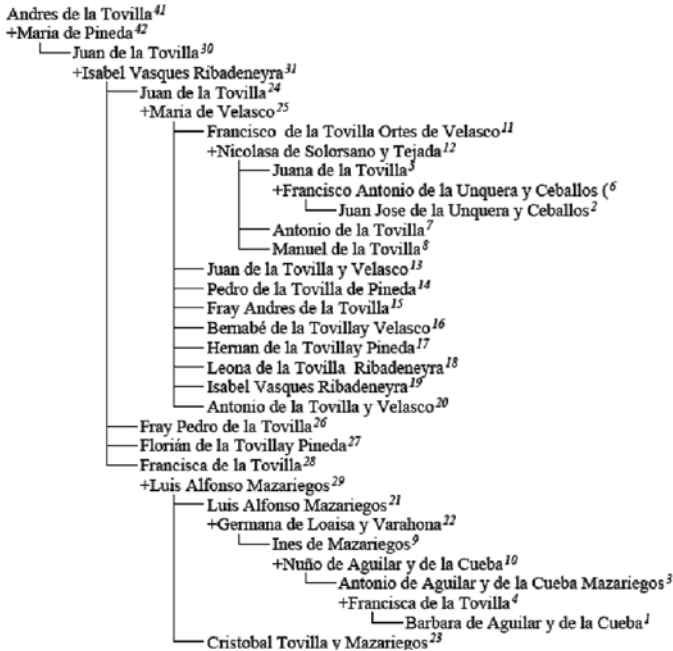 Andres de la Tovilla41
+Maria de Pineda42
Juan de la Tovilla30
+Isabel Vasques Ribadeneyra31
Juan de la Tovilla24
+Maria de Velasco25
Francisco de la Tovilla Ortes de Velasco11
+Nicolasa de Solorsano y Tejada12
Juana de la Tovilla5
+Francisco Antonio de la Unquera y Ceballos (6
Juan Jose de la Unquera y Ceballos2
Antonio de la Tovilla7
Manuel de la Tovilla8
Juan de la Tovilla y Velasco13
Pedro de la Tovilla de Pineda14
Fray Andres de la Tovilla15
Bernabé de la Tovillay Velasco16
Hernan de la Tovillay Pineda17
Leona de la Tovilla Ribadeneyra18
Isabel Vasques Ribadeneyra19
Antonio de la Tovilla y Velasco20
Fray Pedro de la Tovilla26
Florián de la Tovillay Pineda27
Francisca de la Tovilla28
+Luis Alfonso Mazariegos29
Luis Alfonso Mazariegos21
+Germana de Loaisa y Varahona22
Ines de Mazariegos9
+Nuño de Aguilar y de la Cueba10
Antonio de Aguilar y de la Cueba Mazariegos3
+Francisca de la Tovilla4
Barbara de Aguilar y de la Cueba1
Cristobal Tovilla y Mazariegos23